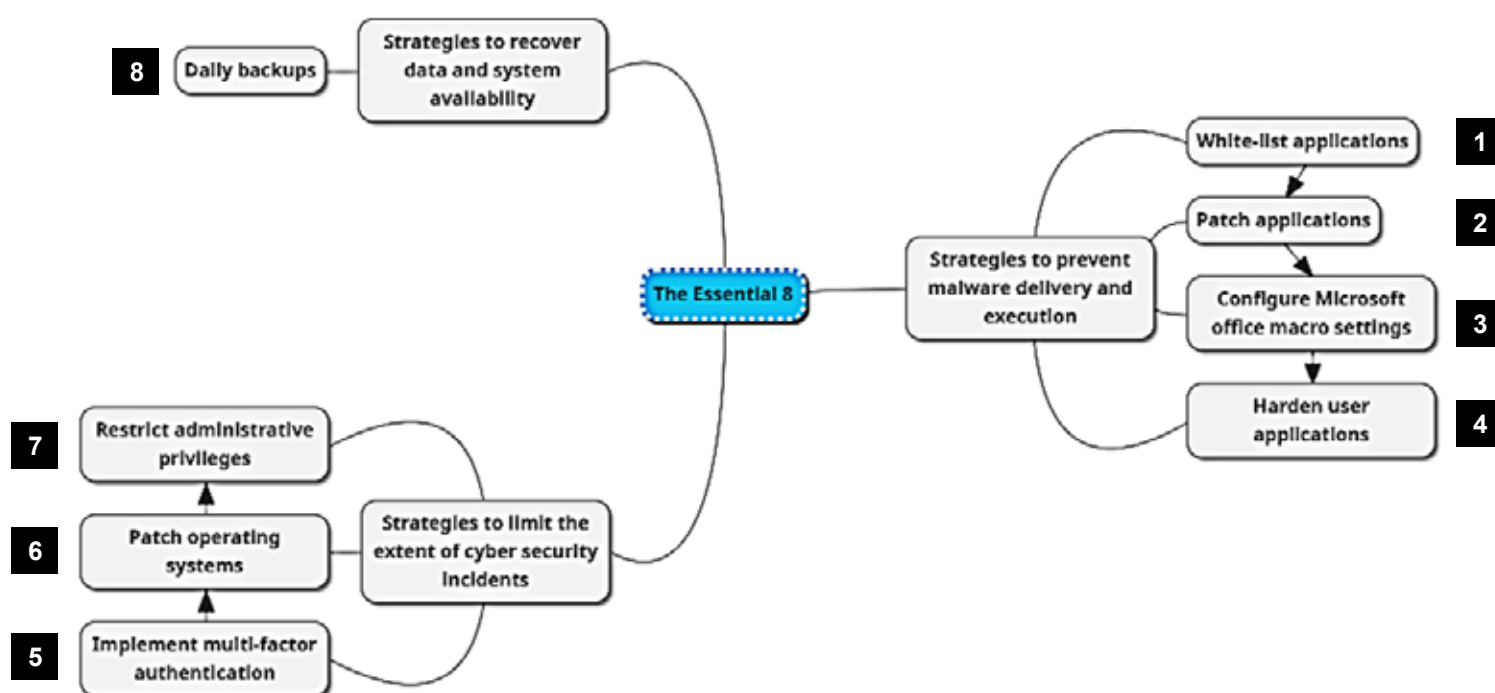 8
Daily backups
Strategies to recover
data and system
availability
White-list applications
1
Patch applications
2
Strategies to prevent
malware delivery and
execution
The Essential 8
Configure Microsoft
office macro settings
3
Harden user
applications
4
7
Restrict administrative
privileges
Strategies to limit the
extent of cyber security
incidents
6
Patch operating
systems
5
Implement multi-factor
authentication